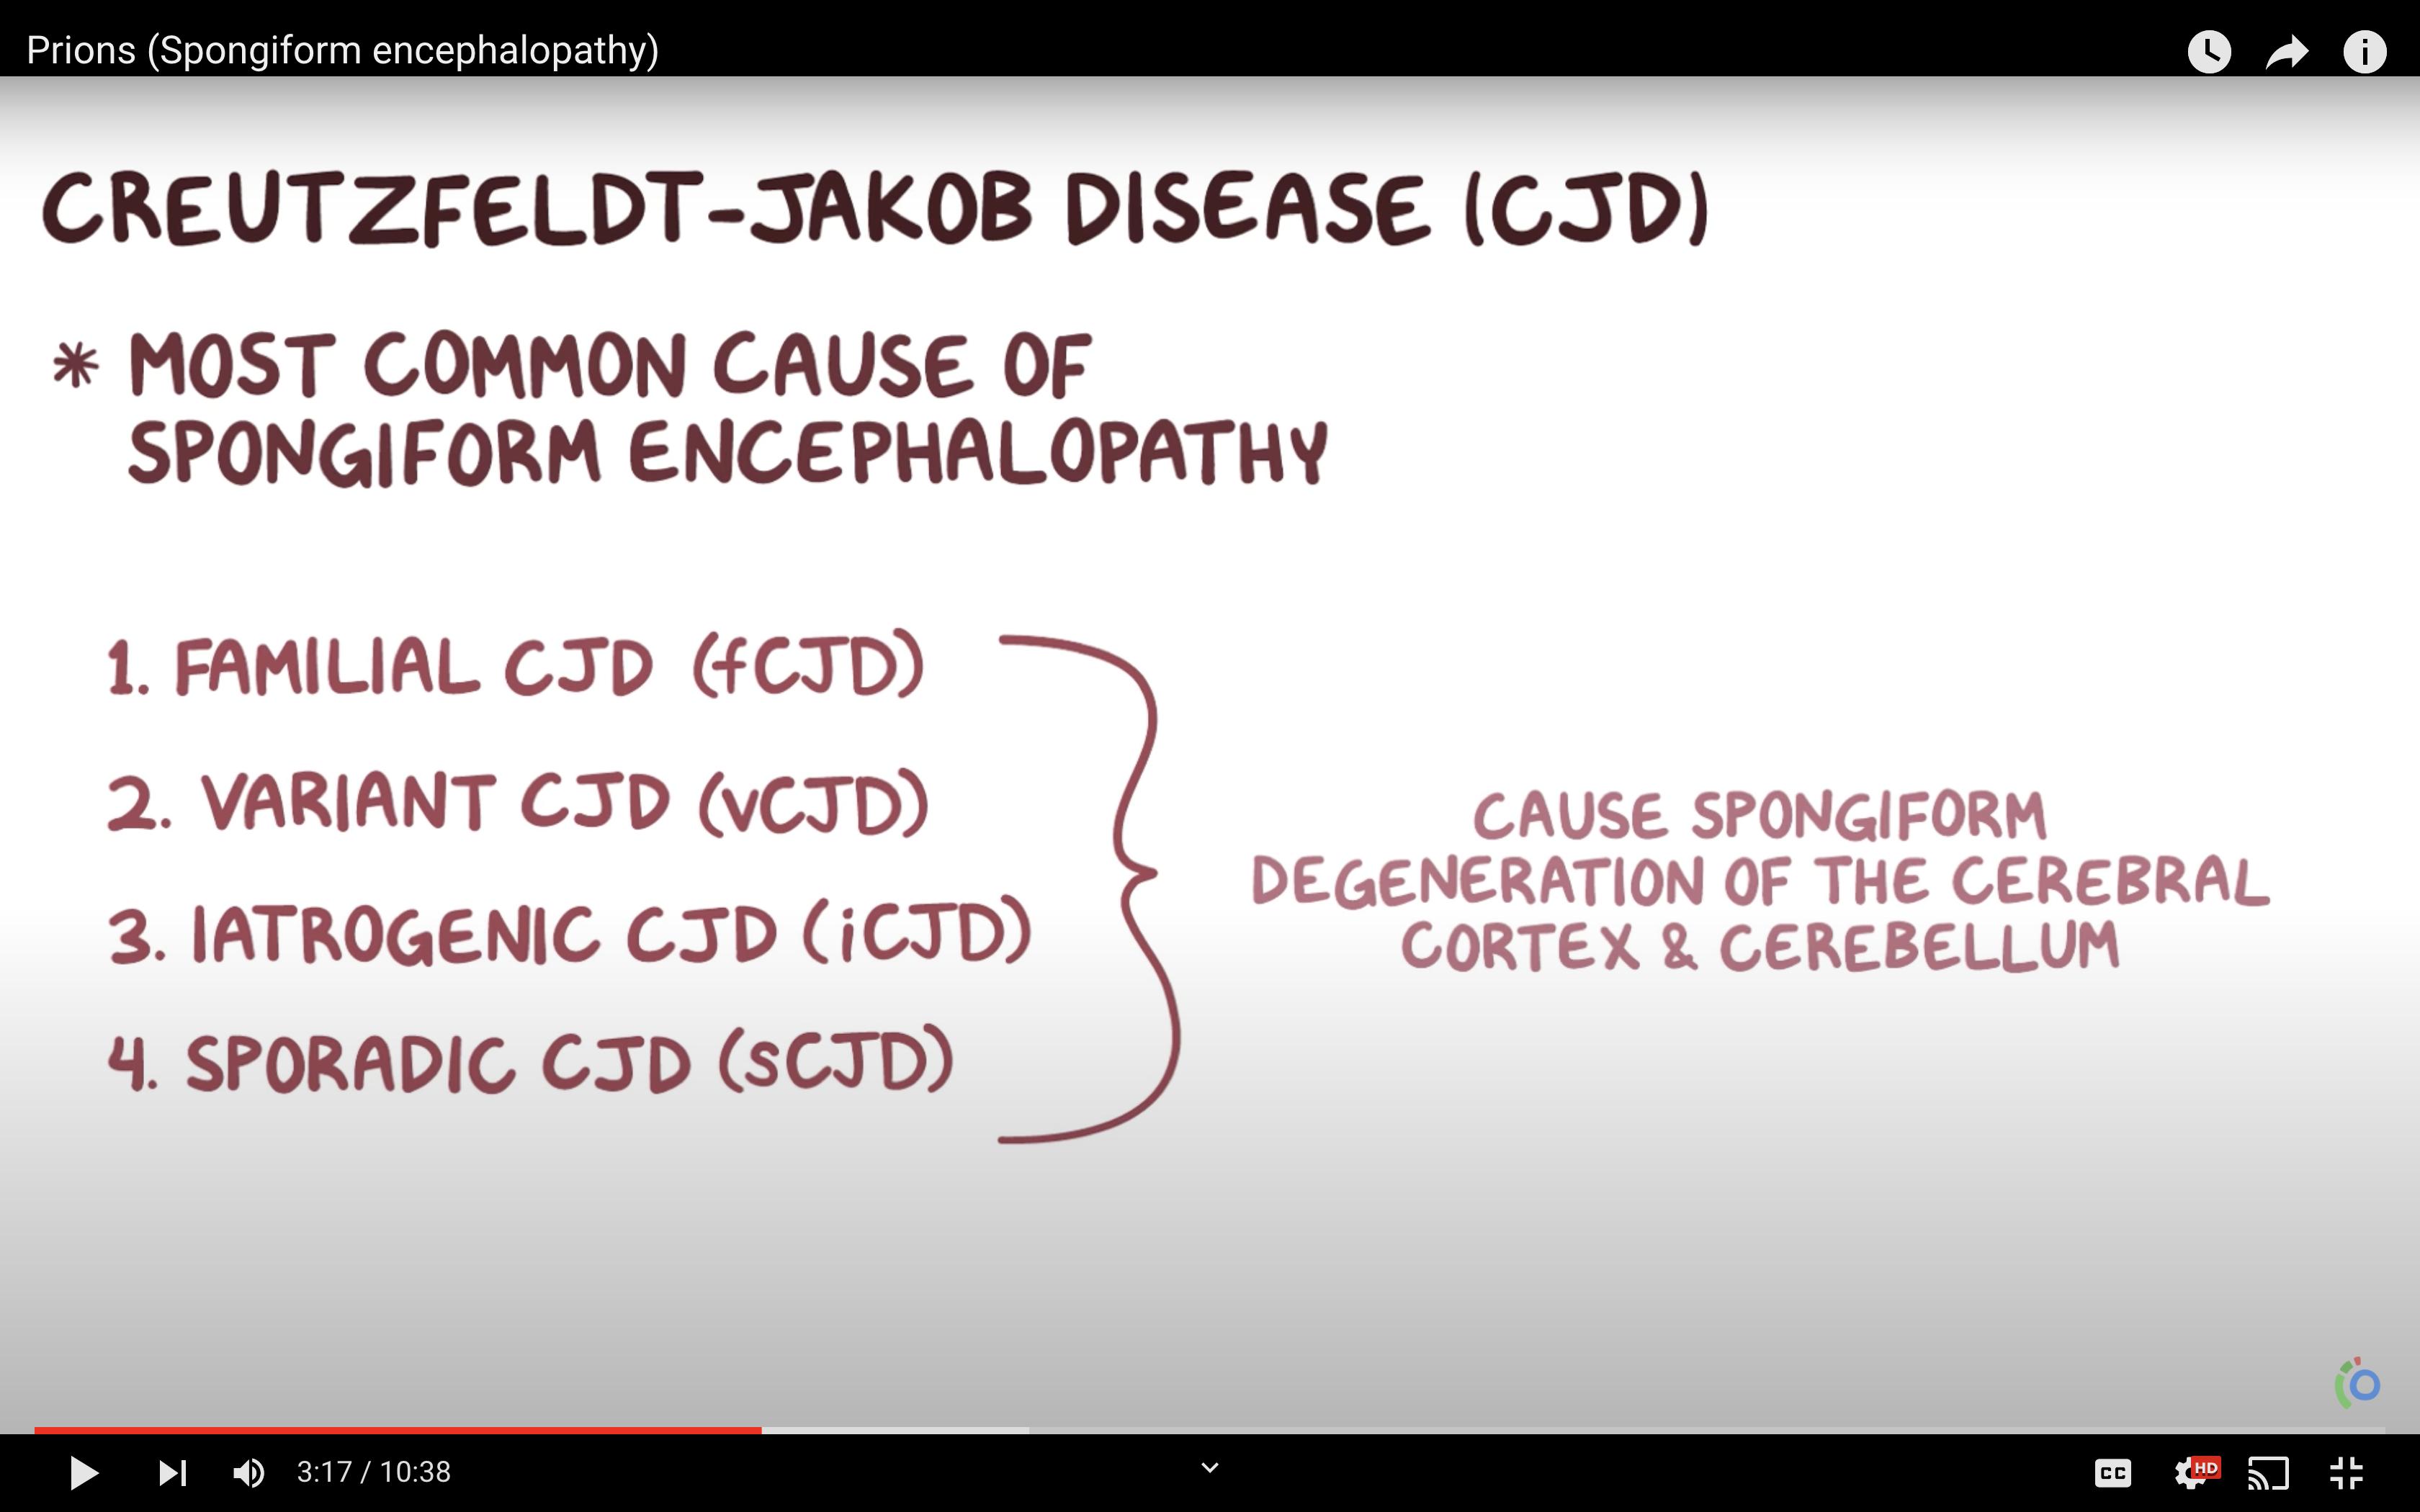 Prions (Spongiform encephalopathy)
CREUTZFELDT-JAKOB DISEASE (CJD)
* MOST COMMON CAUSE OF
SPONGIFORM ENCEPHALOPATHY
1. FAMILIAL CJD (fCJD)
2. VARIANT CJD (vCJD)
3. IATROGENIC CJD (iCJD)
4. SPORADIC CJD (sCJD)
CAUSE SPONGIFORM
DEGENERATION OF THE CEREBRAL
CORTEX & CEREBELLUM
3:17 / 10:38
CC
HD